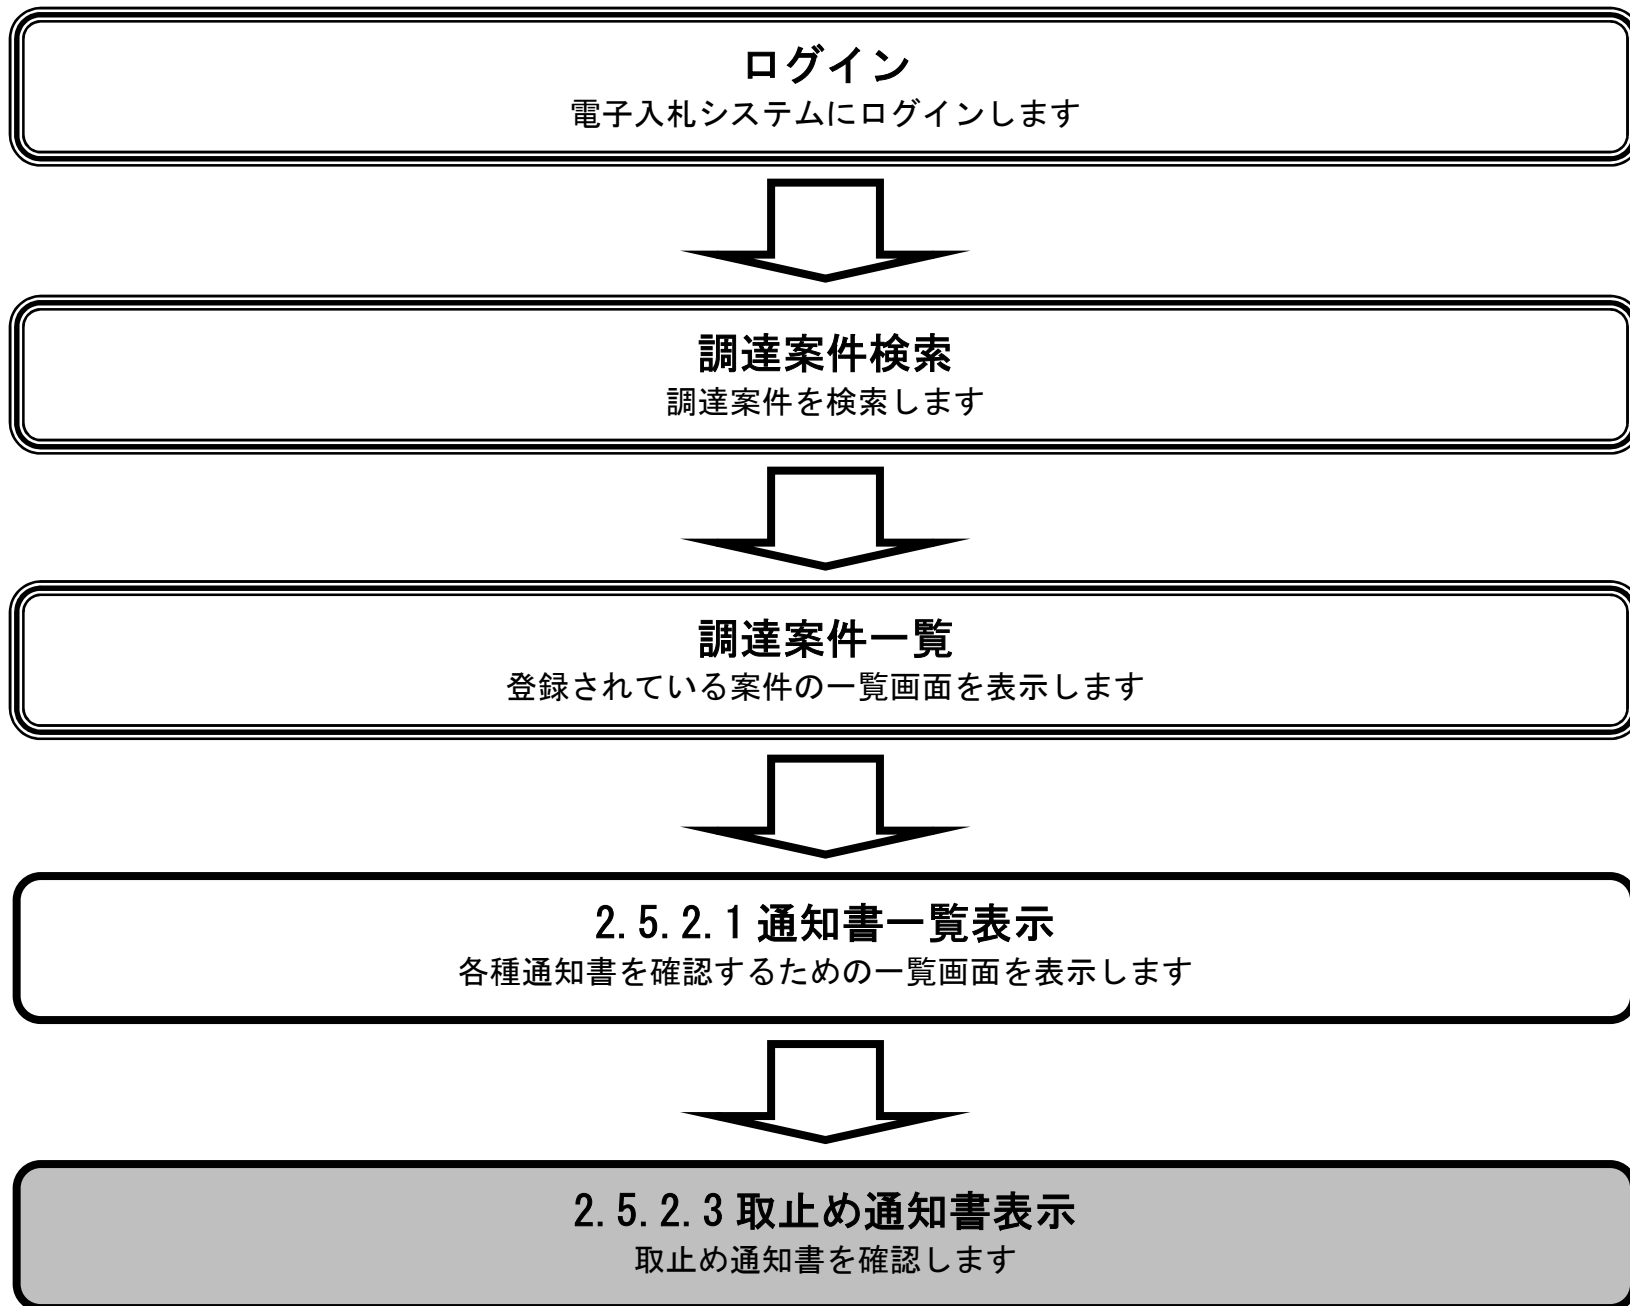 ログイン
電子入札システムにログインします
調達案件検索
調達案件を検索します
調達案件一覧
登録されている案件の一覧画面を表示します
2.5.2.1 通知書一覧表示
各種通知書を確認するための一覧画面を表示します
2.5.2.3 取止め通知書表示
取止め通知書を確認します